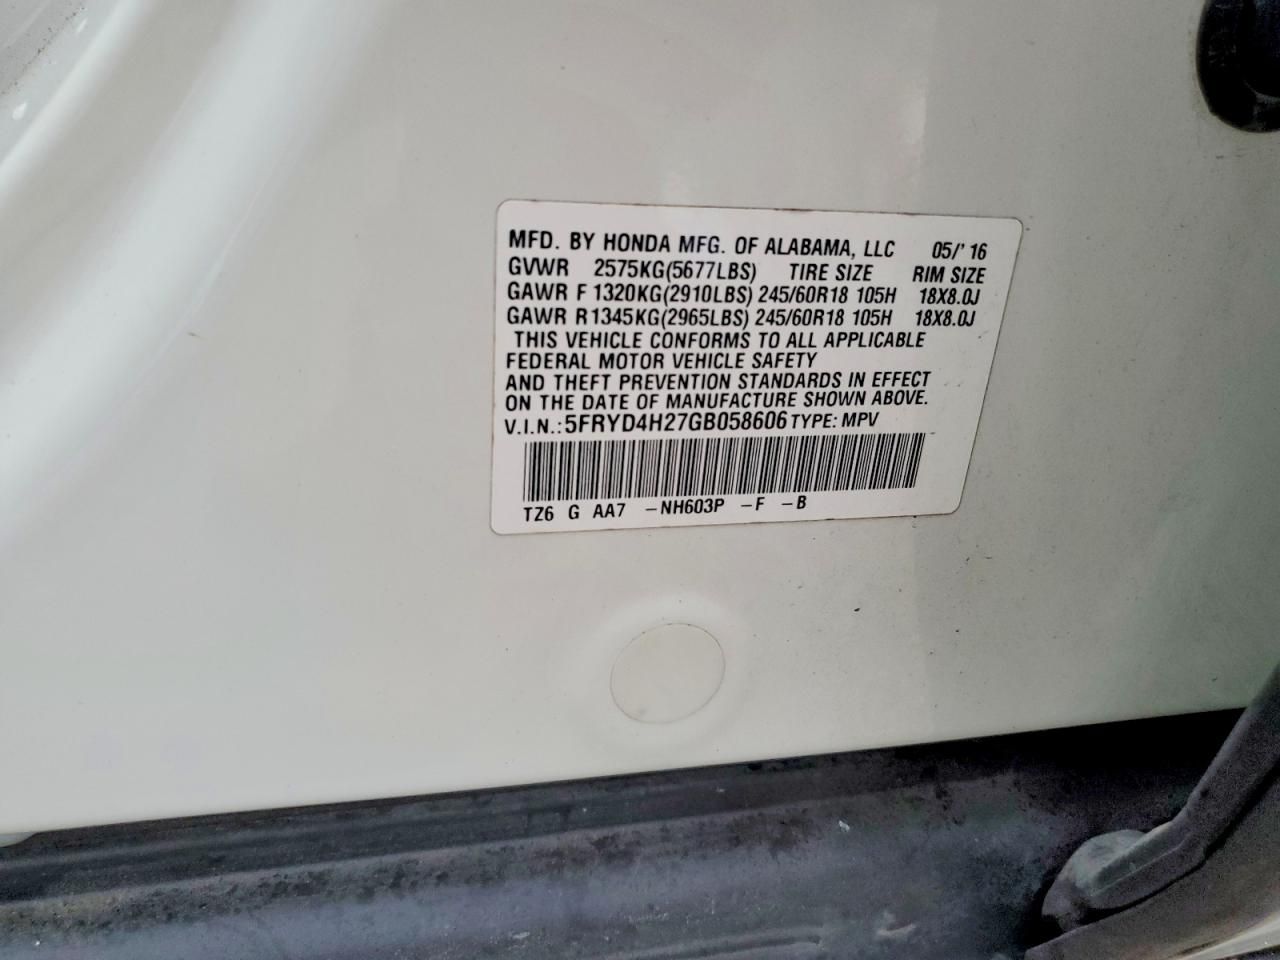 MFD. BY HONDA MFG. OF ALABAMA, LLC 05/'16
GVWR 2575KG(5677LBS) TIRE SIZE RIM SIZE
GAWR F 1320KG(2910LBS) 245/60R18 105H 18X8.0J
GAWR R 1345KG(2965LBS) 245/60R18 105H 18X8.0J
THIS VEHICLE CONFORMS TO ALL APPLICABLE
FEDERAL MOTOR VEHICLE SAFETY
AND THEFT PREVENTION STANDARDS IN EFFECT
ON THE DATE OF MANUFACTURE SHOWN ABOVE.
V.I.N.: 5FRYD4H27GB058606 TYPE: MPV
TZ6 G AA7 –NH603P –F –B